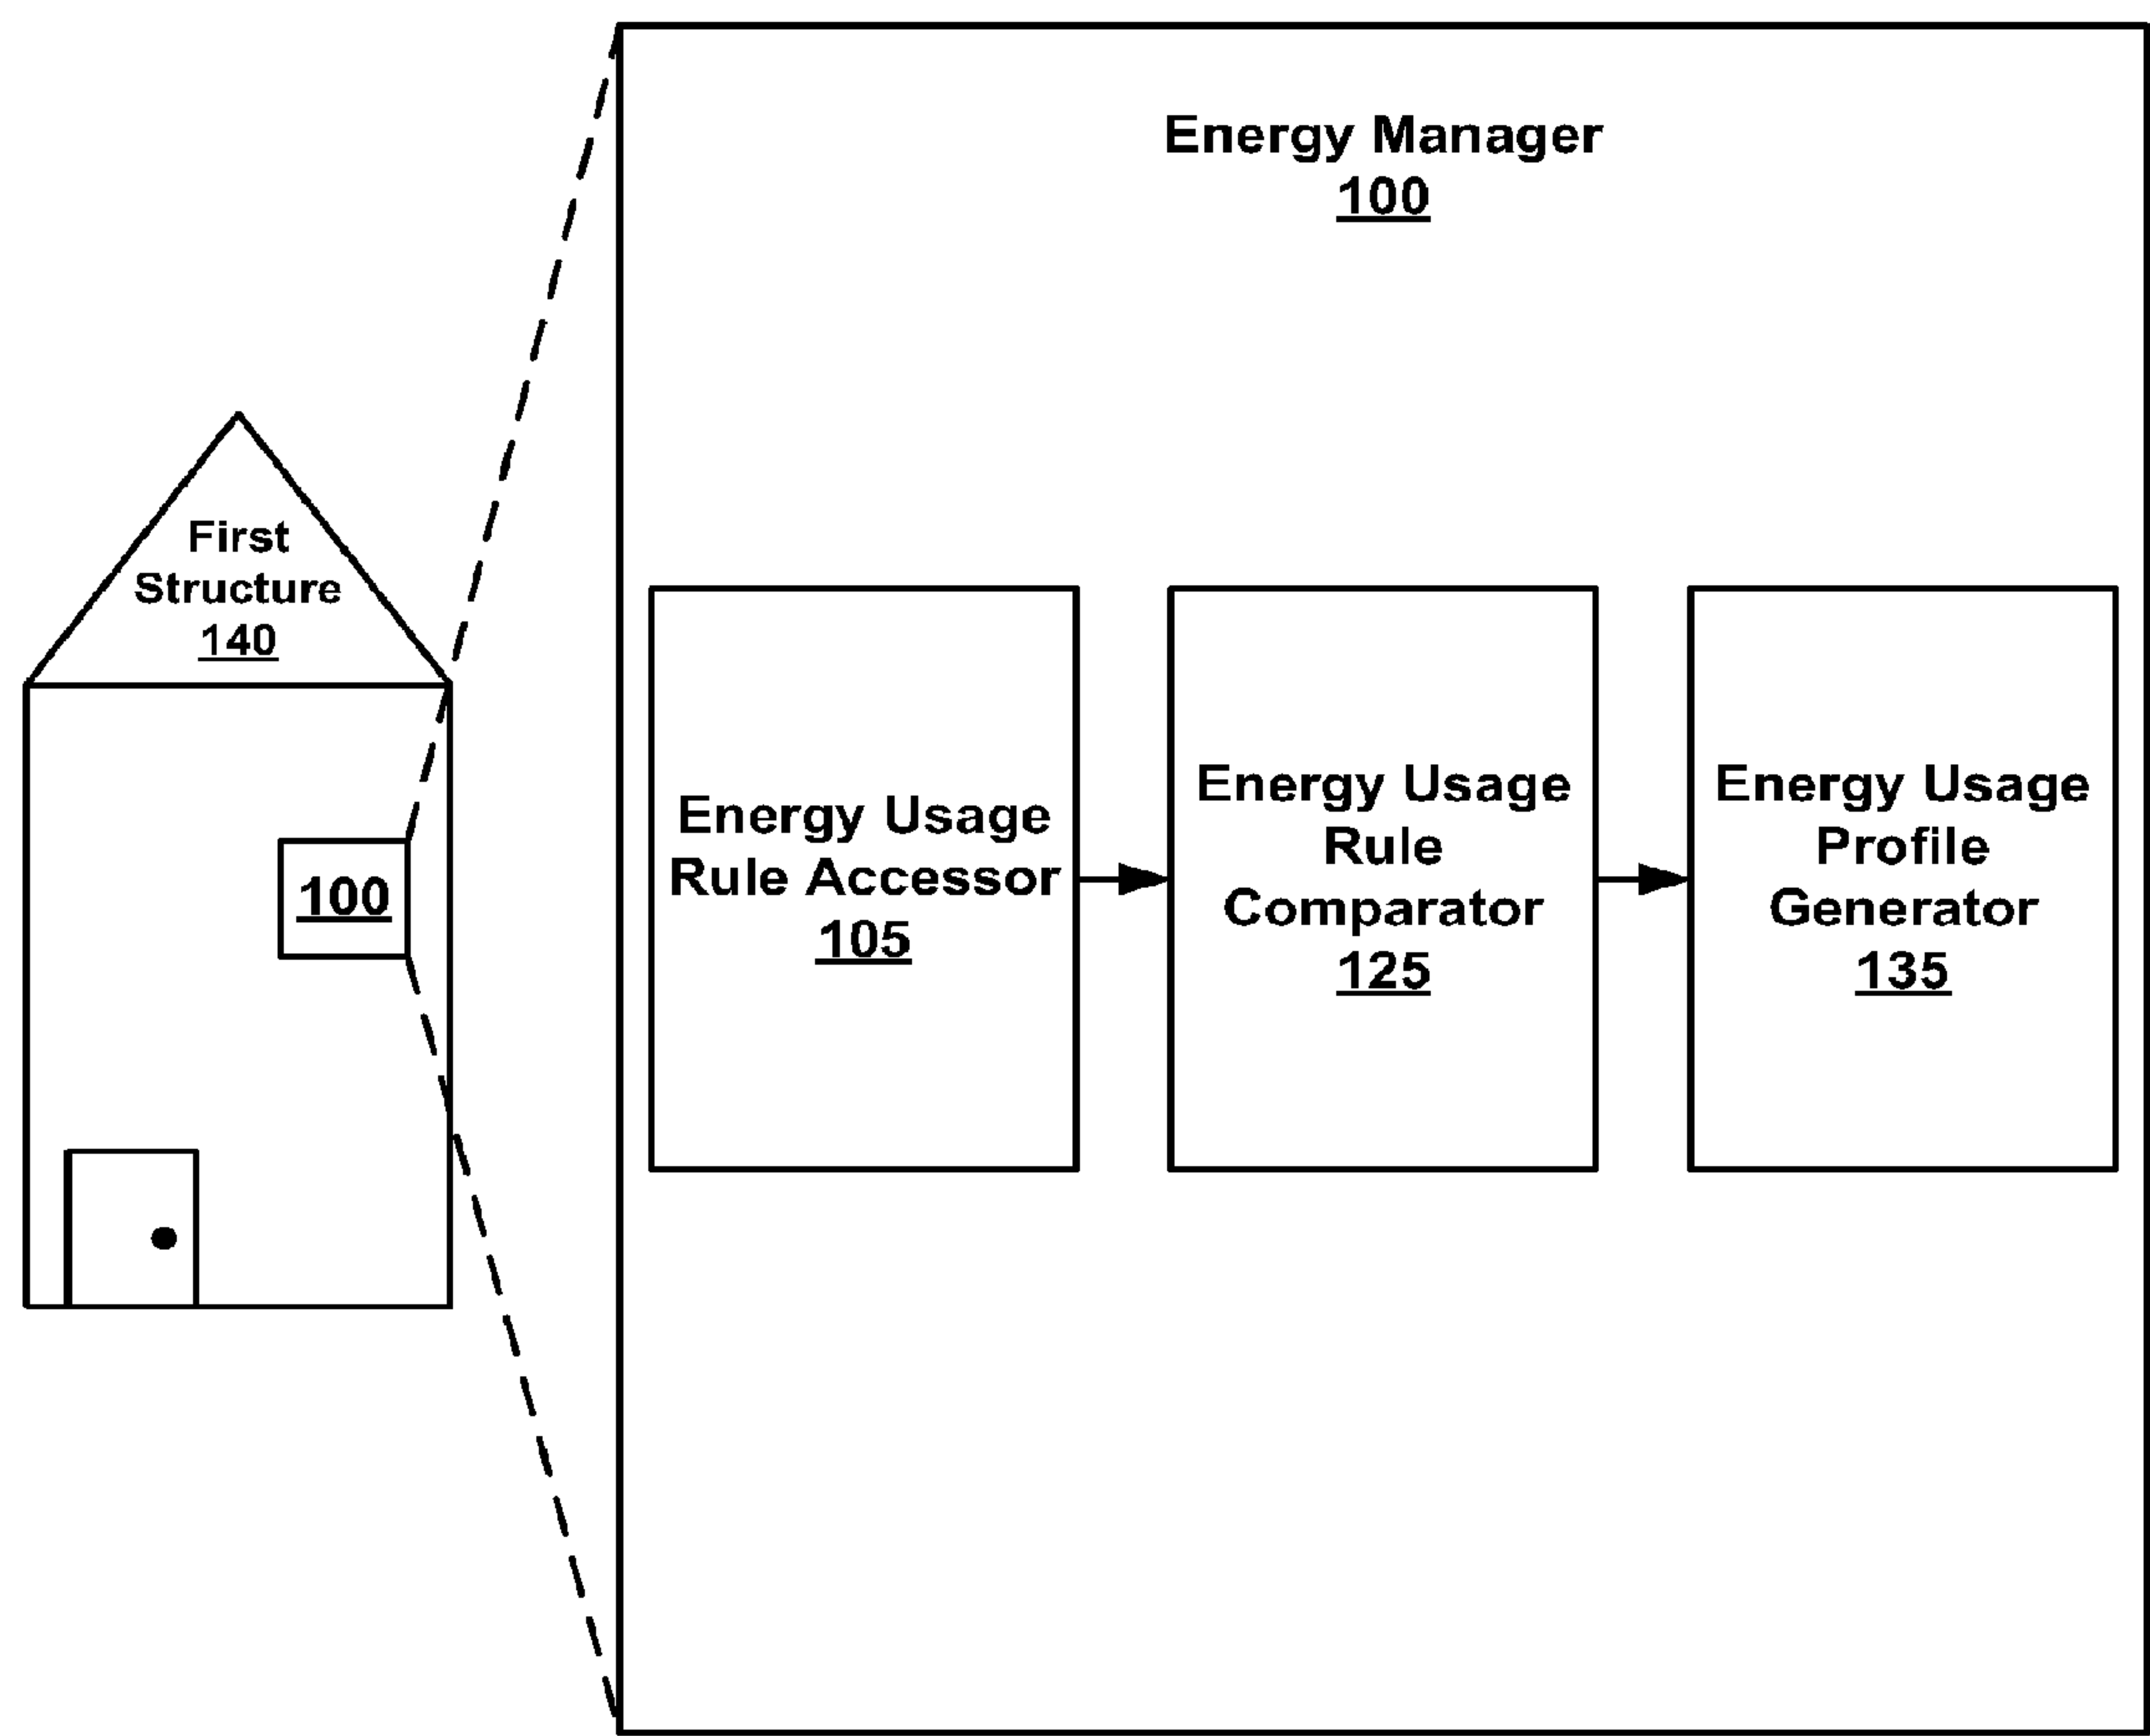 Energy Manager
100
First
Structure
140
100
Energy Usage
Rule Accessor
105
Energy Usage
Rule
Comparator
125
Energy Usage
Profile
Generator
135